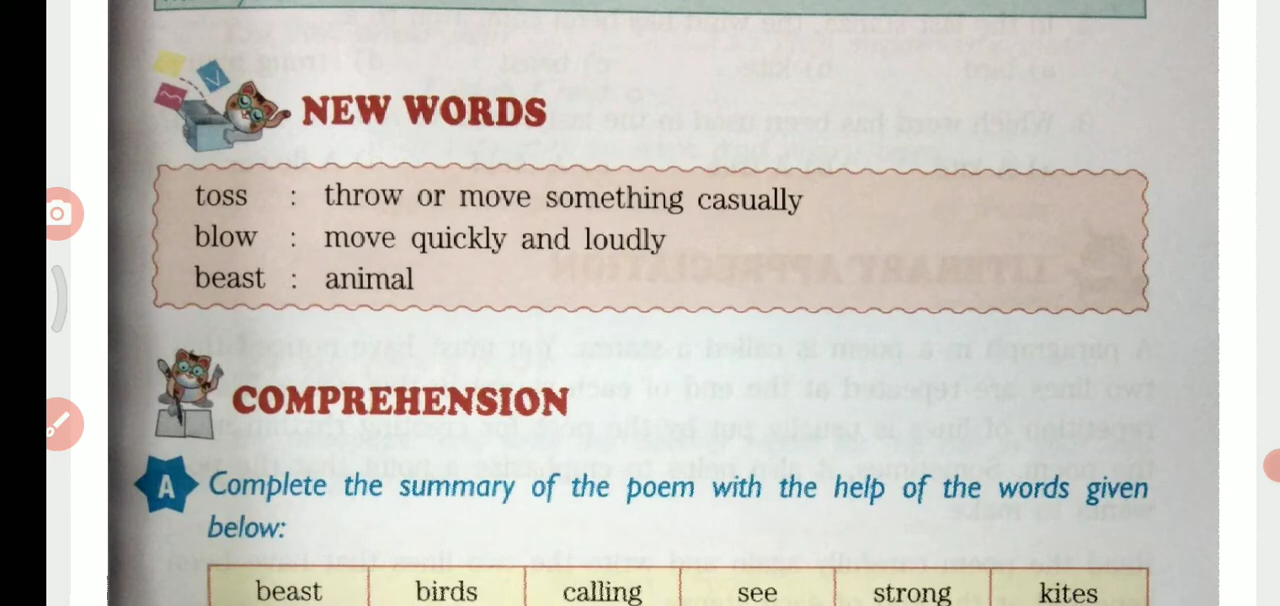 NEW WORDS
toss : throw or move something casually
blow : move quickly and loudly
beast : animal
COMPREHENSION
A Complete the summary of the poem with the help of the words given
below:
beast birds calling see strong kites